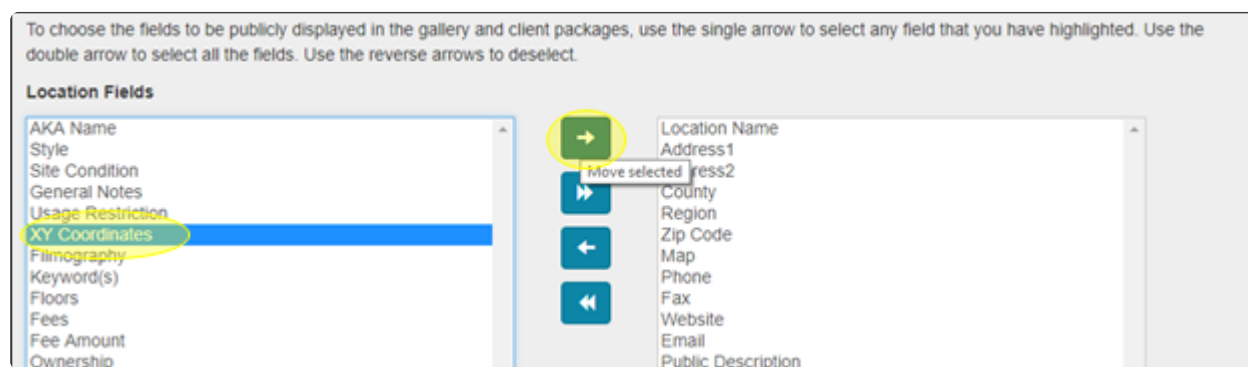 To choose the fields to be publicly displayed in the gallery and client packages, use the single arrow to select any field that you have highlighted. Use the
double arrow to select all the fields. Use the reverse arrows to deselect.
Location Fields
AKA Name
Style
Site Condition
General Notes
Usage Restriction
XY Coordinates
Filmography
Keyword(s)
Floors
Fees
Fee Amount
Ownership
Move selected
Location Name
Address1
ress2
County
Region
Zip Code
Map
Phone
Fax
Website
Email
Public Description